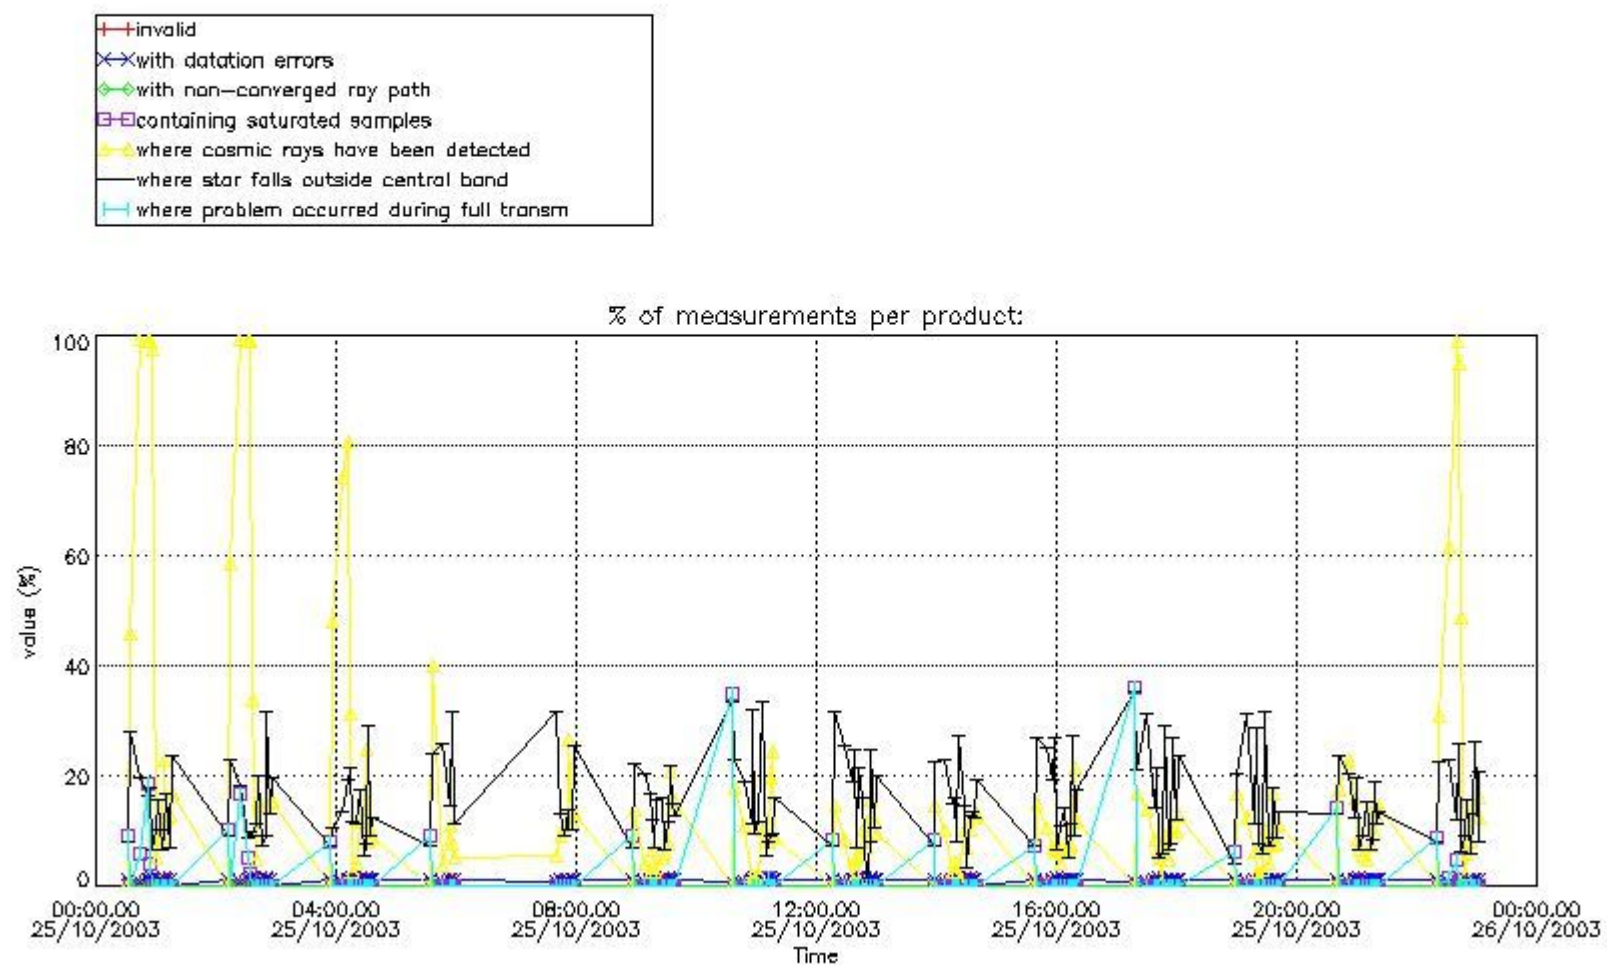 invalid
with datation errors
with non-converged ray path
containing saturated samples
where cosmic rays have been detected
where star falls outside central band
where problem occurred during full transm
% of measurements per product:
100
80
60
40
20
0
value (%)
00:00.00 04:00.00 08:00.00 12:00.00 16:00.00 20:00.00 00:00.00
25/10/2003 25/10/2003 25/10/2003 25/10/2003 25/10/2003 25/10/2003 26/10/2003
Time